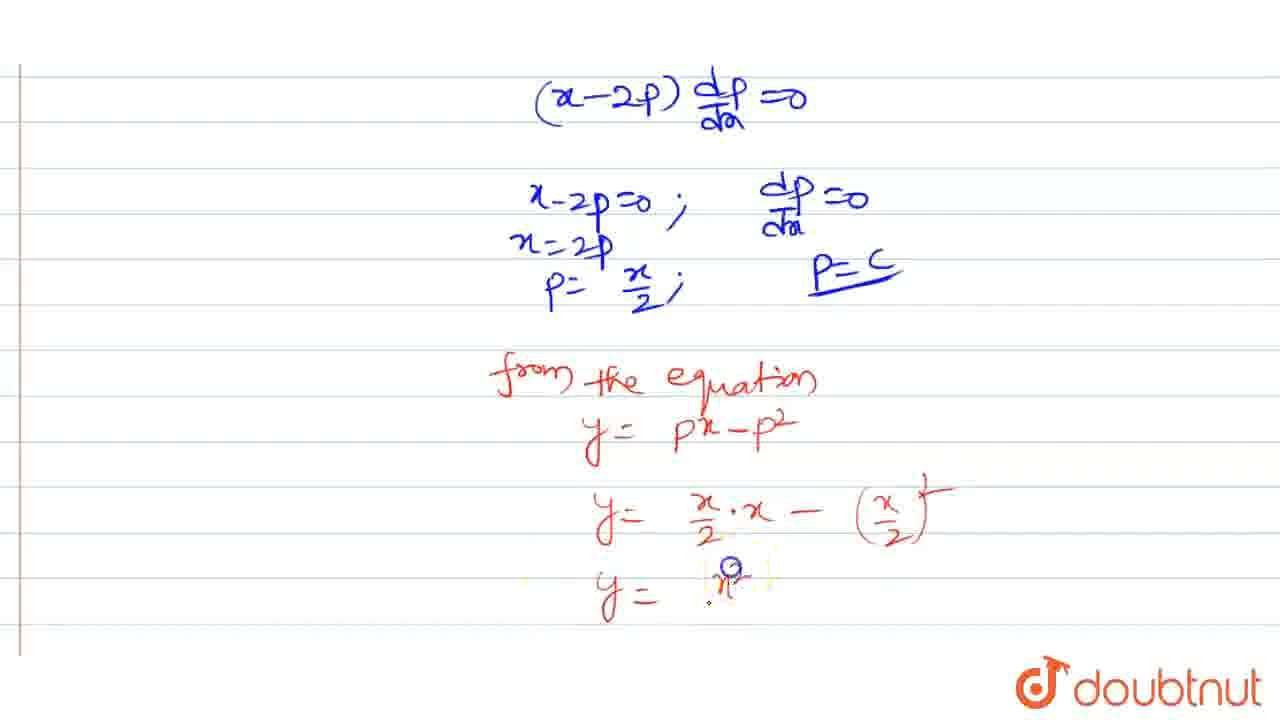 (x-2p) dp/dx = 0
x-2p=0 ; dp/dx = 0
x=2p
p= x/2 ; P=C
from the equation
y= px-p²
y= x/2 · x - (x/2)²
y= x²
doubtnut